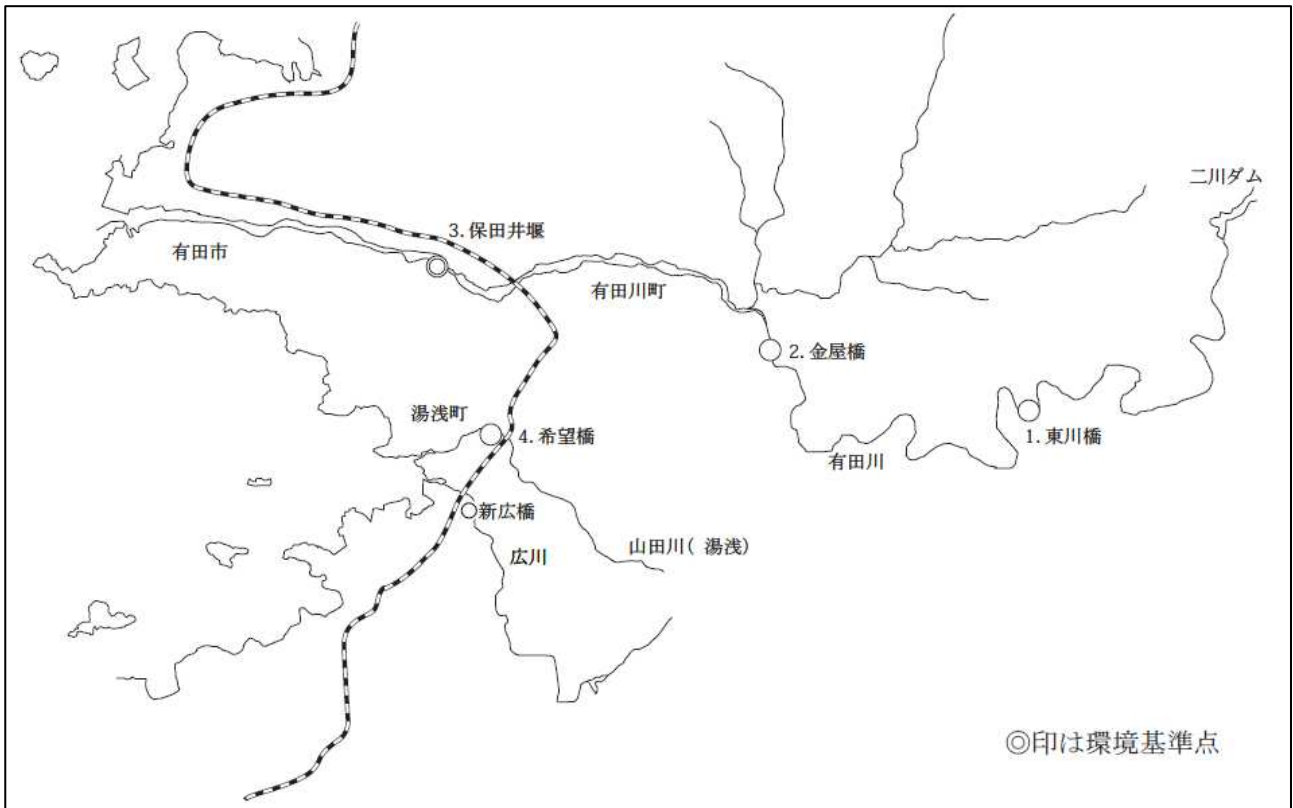 二川ダム
3.保田井堰
有田市
有田川町
2.金屋橋
湯浅町
4.希望橋
1.東川橋
有田川
新広橋
山田川( 湯浅)
広川
◎印は環境基準点